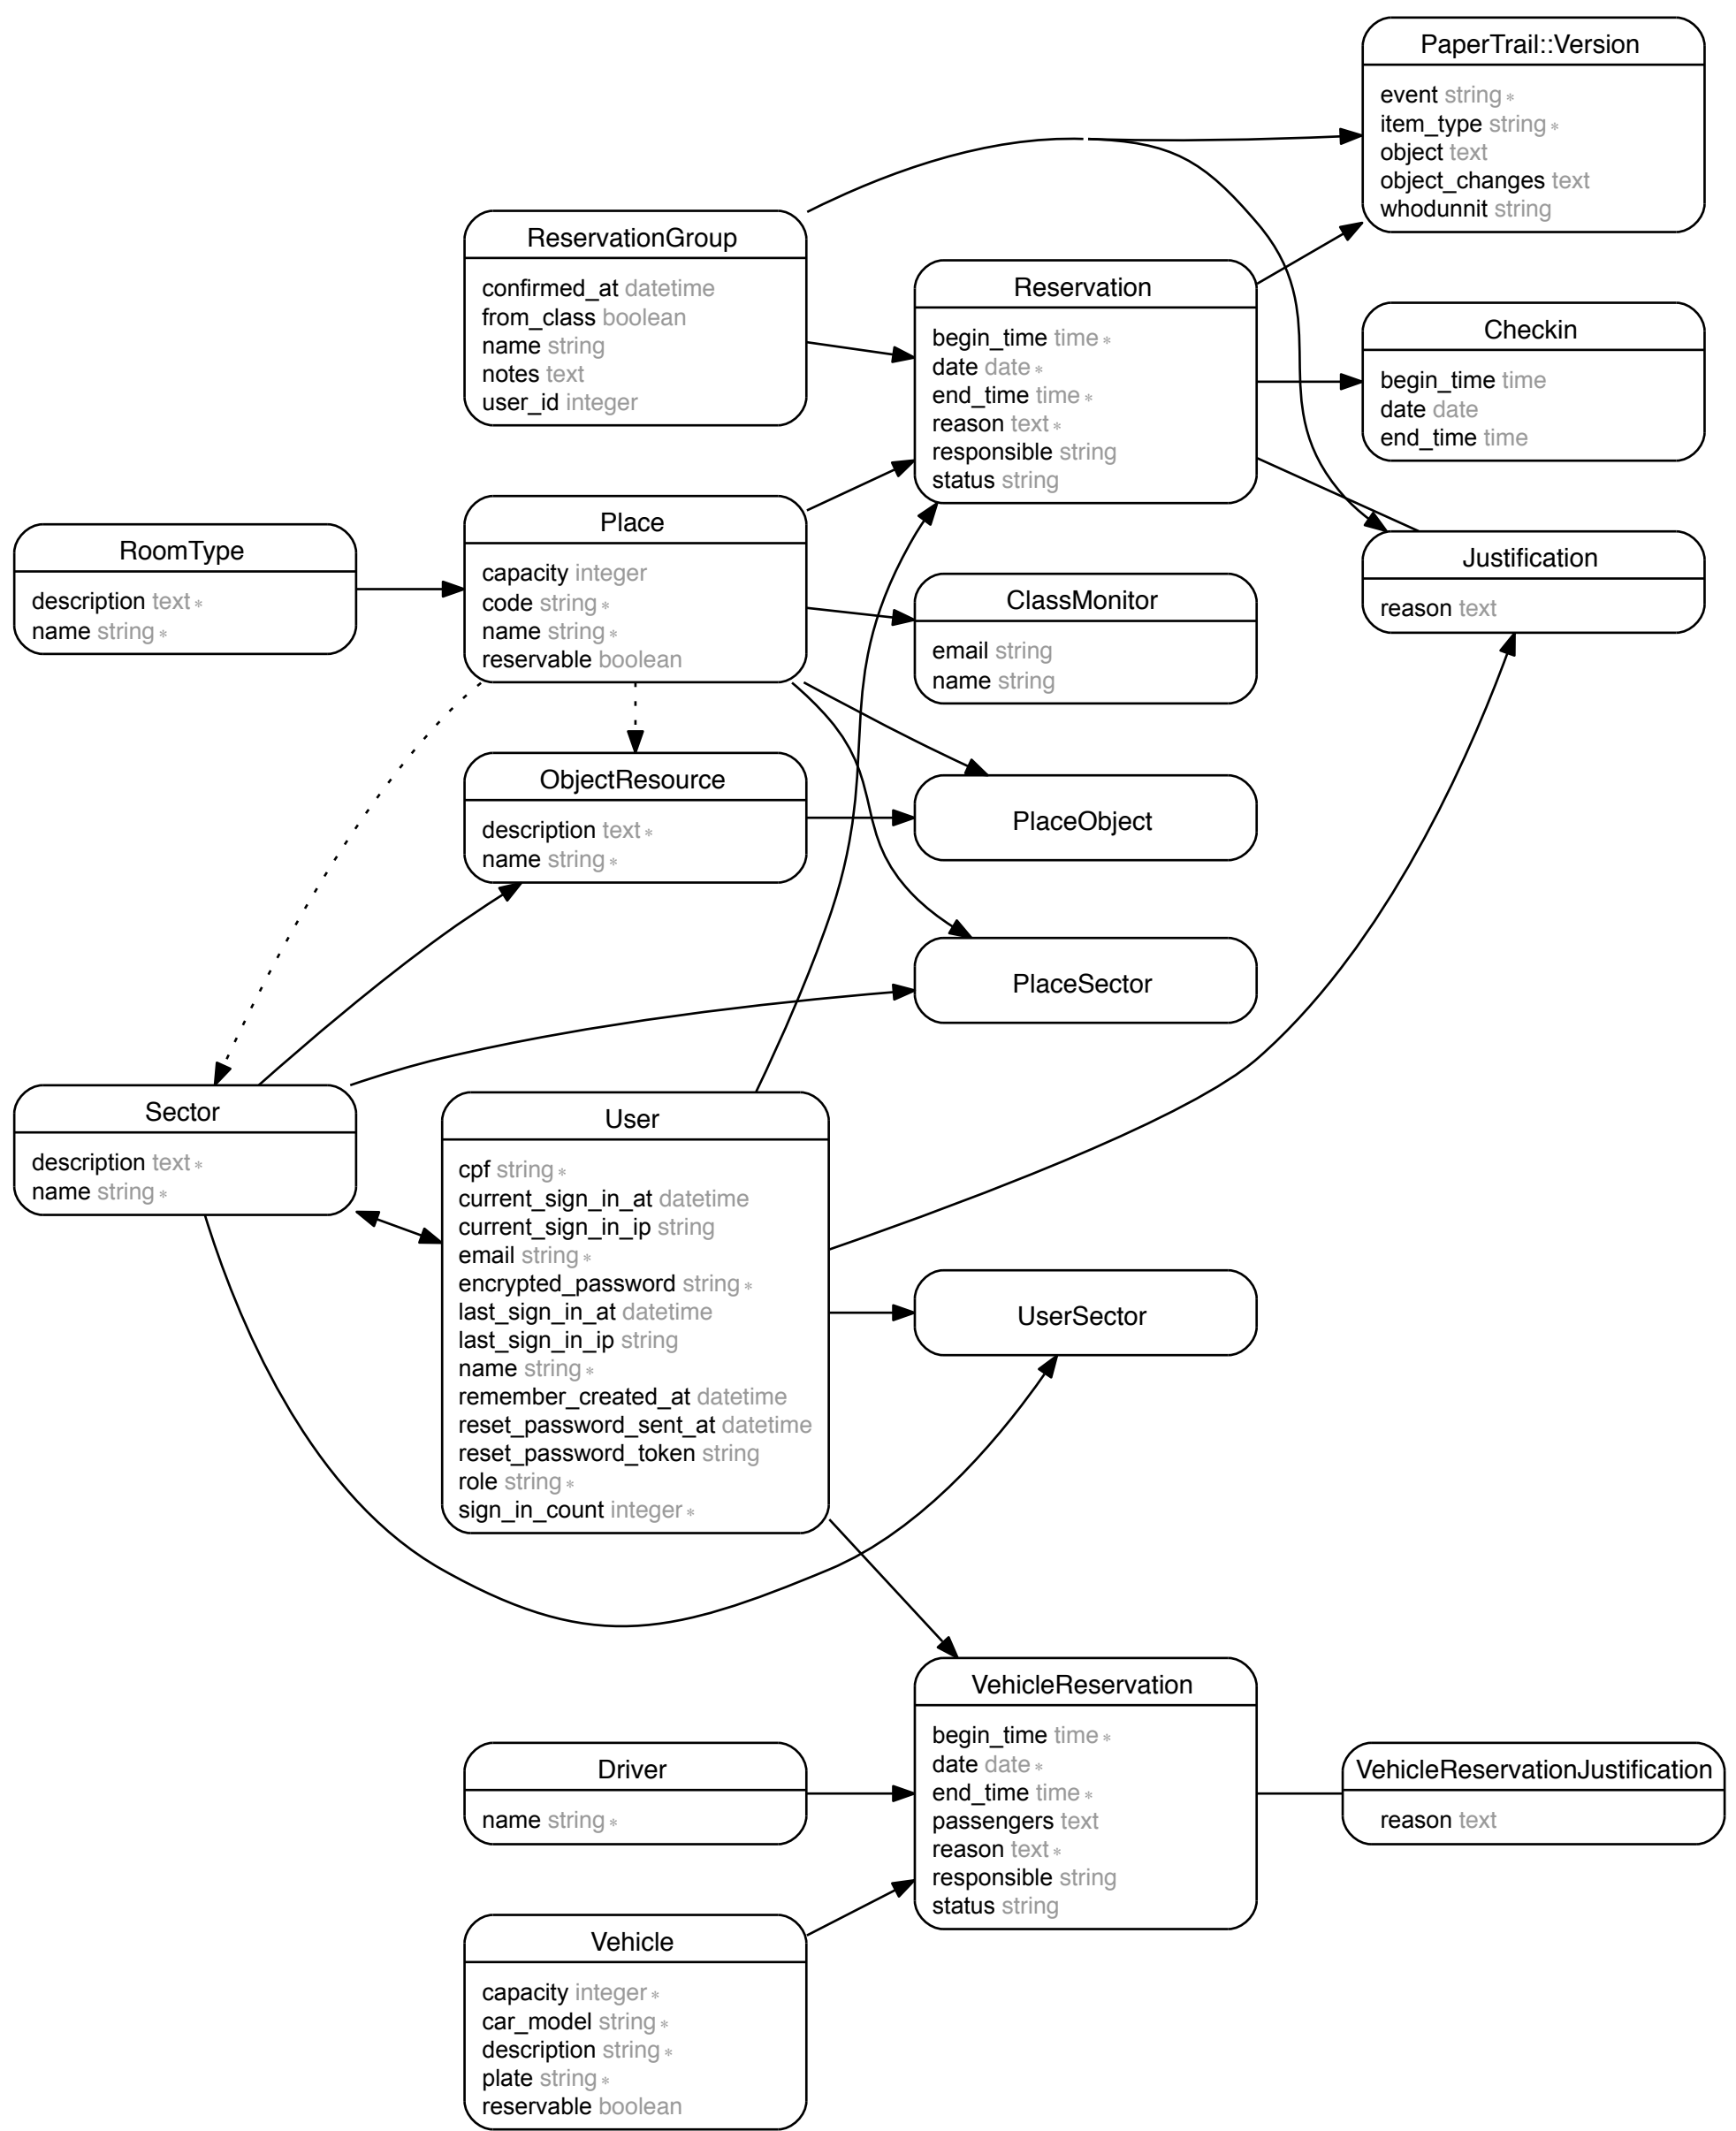 PaperTrail::Version
event string *
item_type string *
object text
object_changes text
whodunnit string
ReservationGroup
confirmed_at datetime
from_class boolean
name string
notes text
user_id integer
Reservation
begin_time time *
date date *
end_time time *
reason text *
responsible string
status string
Checkin
begin_time time
date date
end_time time
RoomType
description text *
name string *
Place
capacity integer
code string *
name string *
reservable boolean
ClassMonitor
email string
name string
Justification
reason text
ObjectResource
description text *
name string *
PlaceObject
PlaceSector
Sector
description text *
name string *
User
cpf string *
current_sign_in_at datetime
current_sign_in_ip string
email string *
encrypted_password string *
last_sign_in_at datetime
last_sign_in_ip string
name string *
remember_created_at datetime
reset_password_sent_at datetime
reset_password_token string
role string *
sign_in_count integer *
UserSector
VehicleReservation
begin_time time *
date date *
end_time time *
passengers text
reason text *
responsible string
status string
Driver
name string *
VehicleReservationJustification
reason text
Vehicle
capacity integer *
car_model string *
description string *
plate string *
reservable boolean